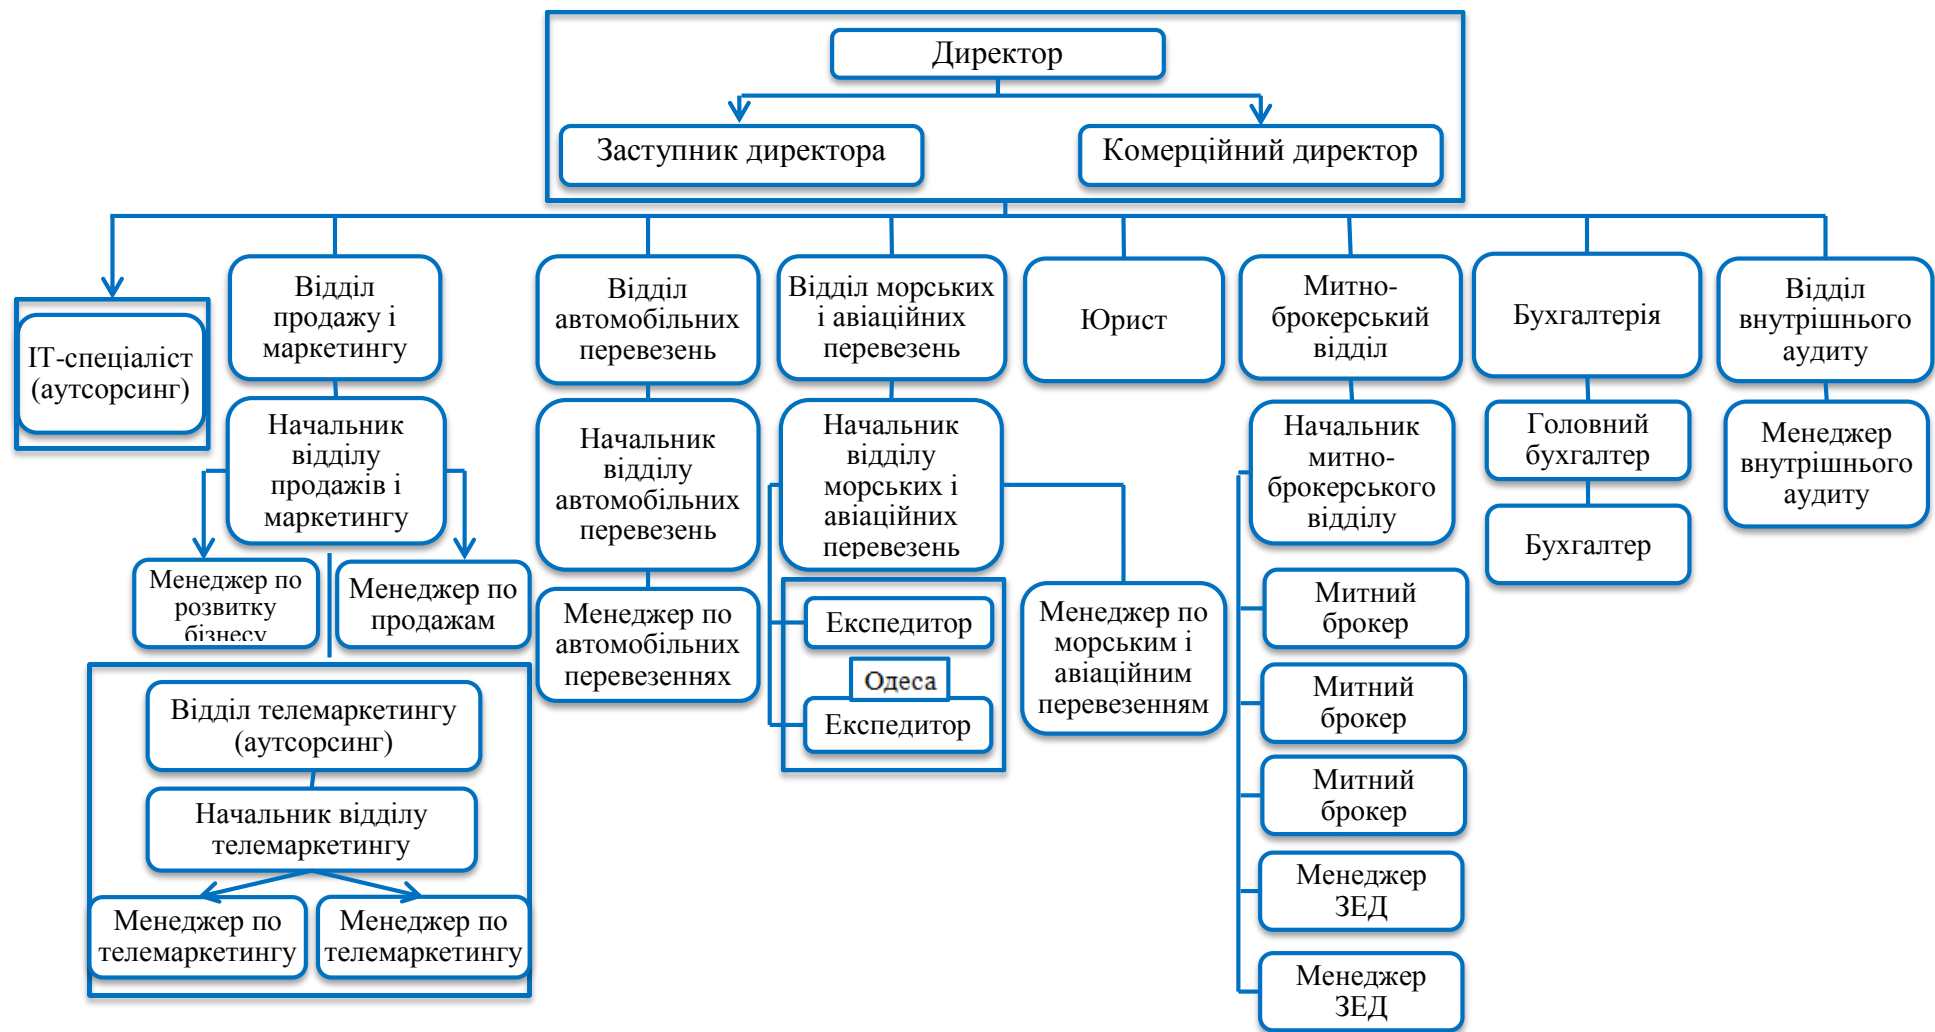 Директор
Заступник директора
Комерційний директор
ІТ-спеціаліст
(аутсорсинг)
Відділ
продажу і
маркетингу
Відділ
автомобільних
перевезень
Відділ морських
і авіаційних
перевезень
Юрист
Митно-
брокерський
відділ
Бухгалтерія
Відділ
внутрішнього
аудиту
Начальник
відділу
продажів і
маркетингу
Начальник
відділу
автомобільних
перевезень
Начальник
відділу
морських і
авіаційних
перевезень
Начальник
митно-
брокерського
відділу
Головний
бухгалтер
Менеджер
внутрішнього
аудиту
Бухгалтер
Менеджер по
розвитку
бізнесу
Менеджер по
продажам
Менеджер по
автомобільних
перевезеннях
Експедитор
Одеса
Експедитор
Менеджер по
морським і
авіаційним
перевезенням
Митний
брокер
Митний
брокер
Митний
брокер
Менеджер
ЗЕД
Менеджер
ЗЕД
Відділ телемаркетингу
(аутсорсинг)
Начальник відділу
телемаркетингу
Менеджер по
телемаркетингу
Менеджер по
телемаркетингу